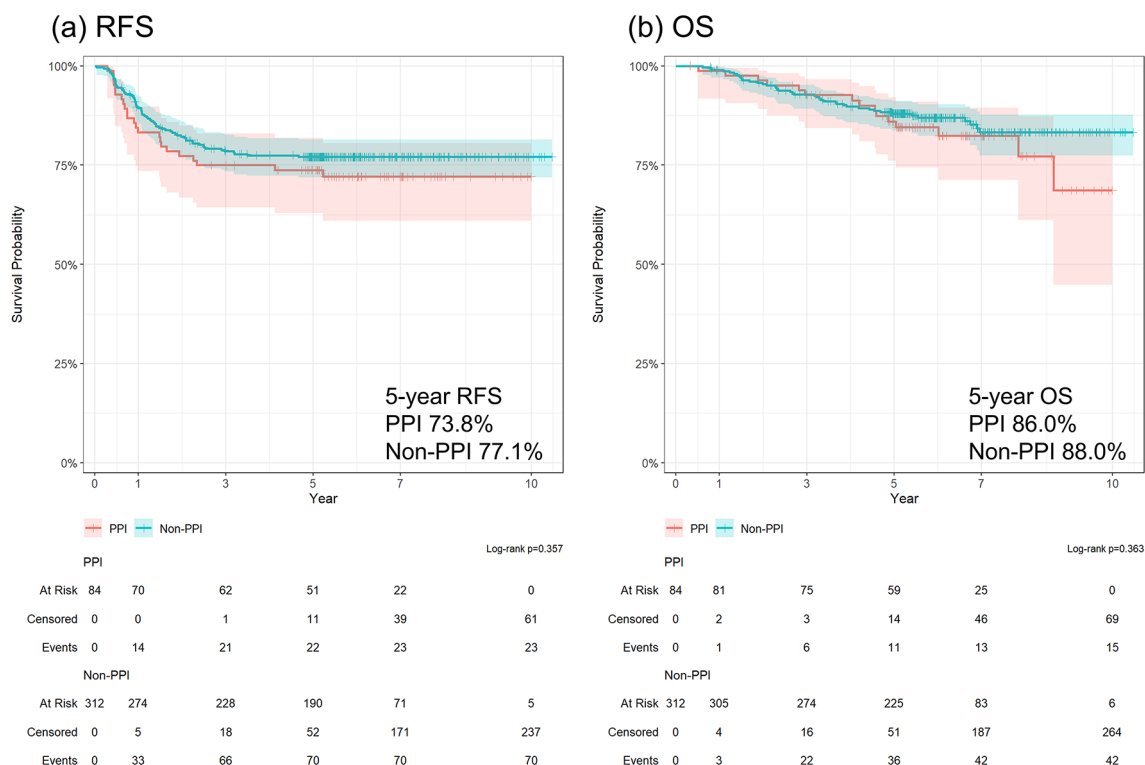 (a) RFS
Survival Probability
100%
75%
50%
25%
0%
5-year RFS
PPI 73.8%
Non-PPI 77.1%
0 1 3 5 7 10
Year
PPI Non-PPI
Log-rank p=0.357
PPI
At Risk 84 70 62 51 22 0
Censored 0 0 1 11 39 61
Events 0 14 21 22 23 23
Non-PPI
At Risk 312 274 228 190 71 5
Censored 0 5 18 52 171 237
Events 0 33 66 70 70 70
(b) OS
Survival Probability
100%
75%
50%
25%
0%
5-year OS
PPI 86.0%
Non-PPI 88.0%
0 1 3 5 7 10
Year
PPI Non-PPI
Log-rank p=0.363
PPI
At Risk 84 81 75 59 25 0
Censored 0 2 3 14 46 69
Events 0 1 6 11 13 15
Non-PPI
At Risk 312 305 274 225 83 6
Censored 0 4 16 51 187 264
Events 0 3 22 36 42 42